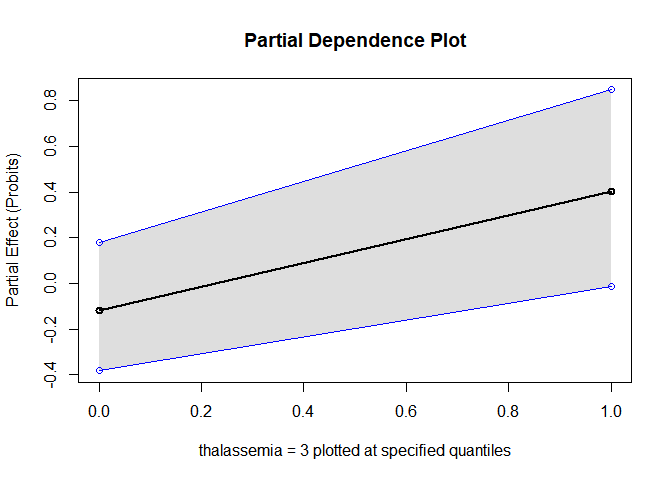 Partial Dependence Plot
Partial Effect (Probits)
0.8
0.6
0.4
0.2
0.0
-0.2
-0.4
0.0 0.2 0.4 0.6 0.8 1.0
thalassemia = 3 plotted at specified quantiles